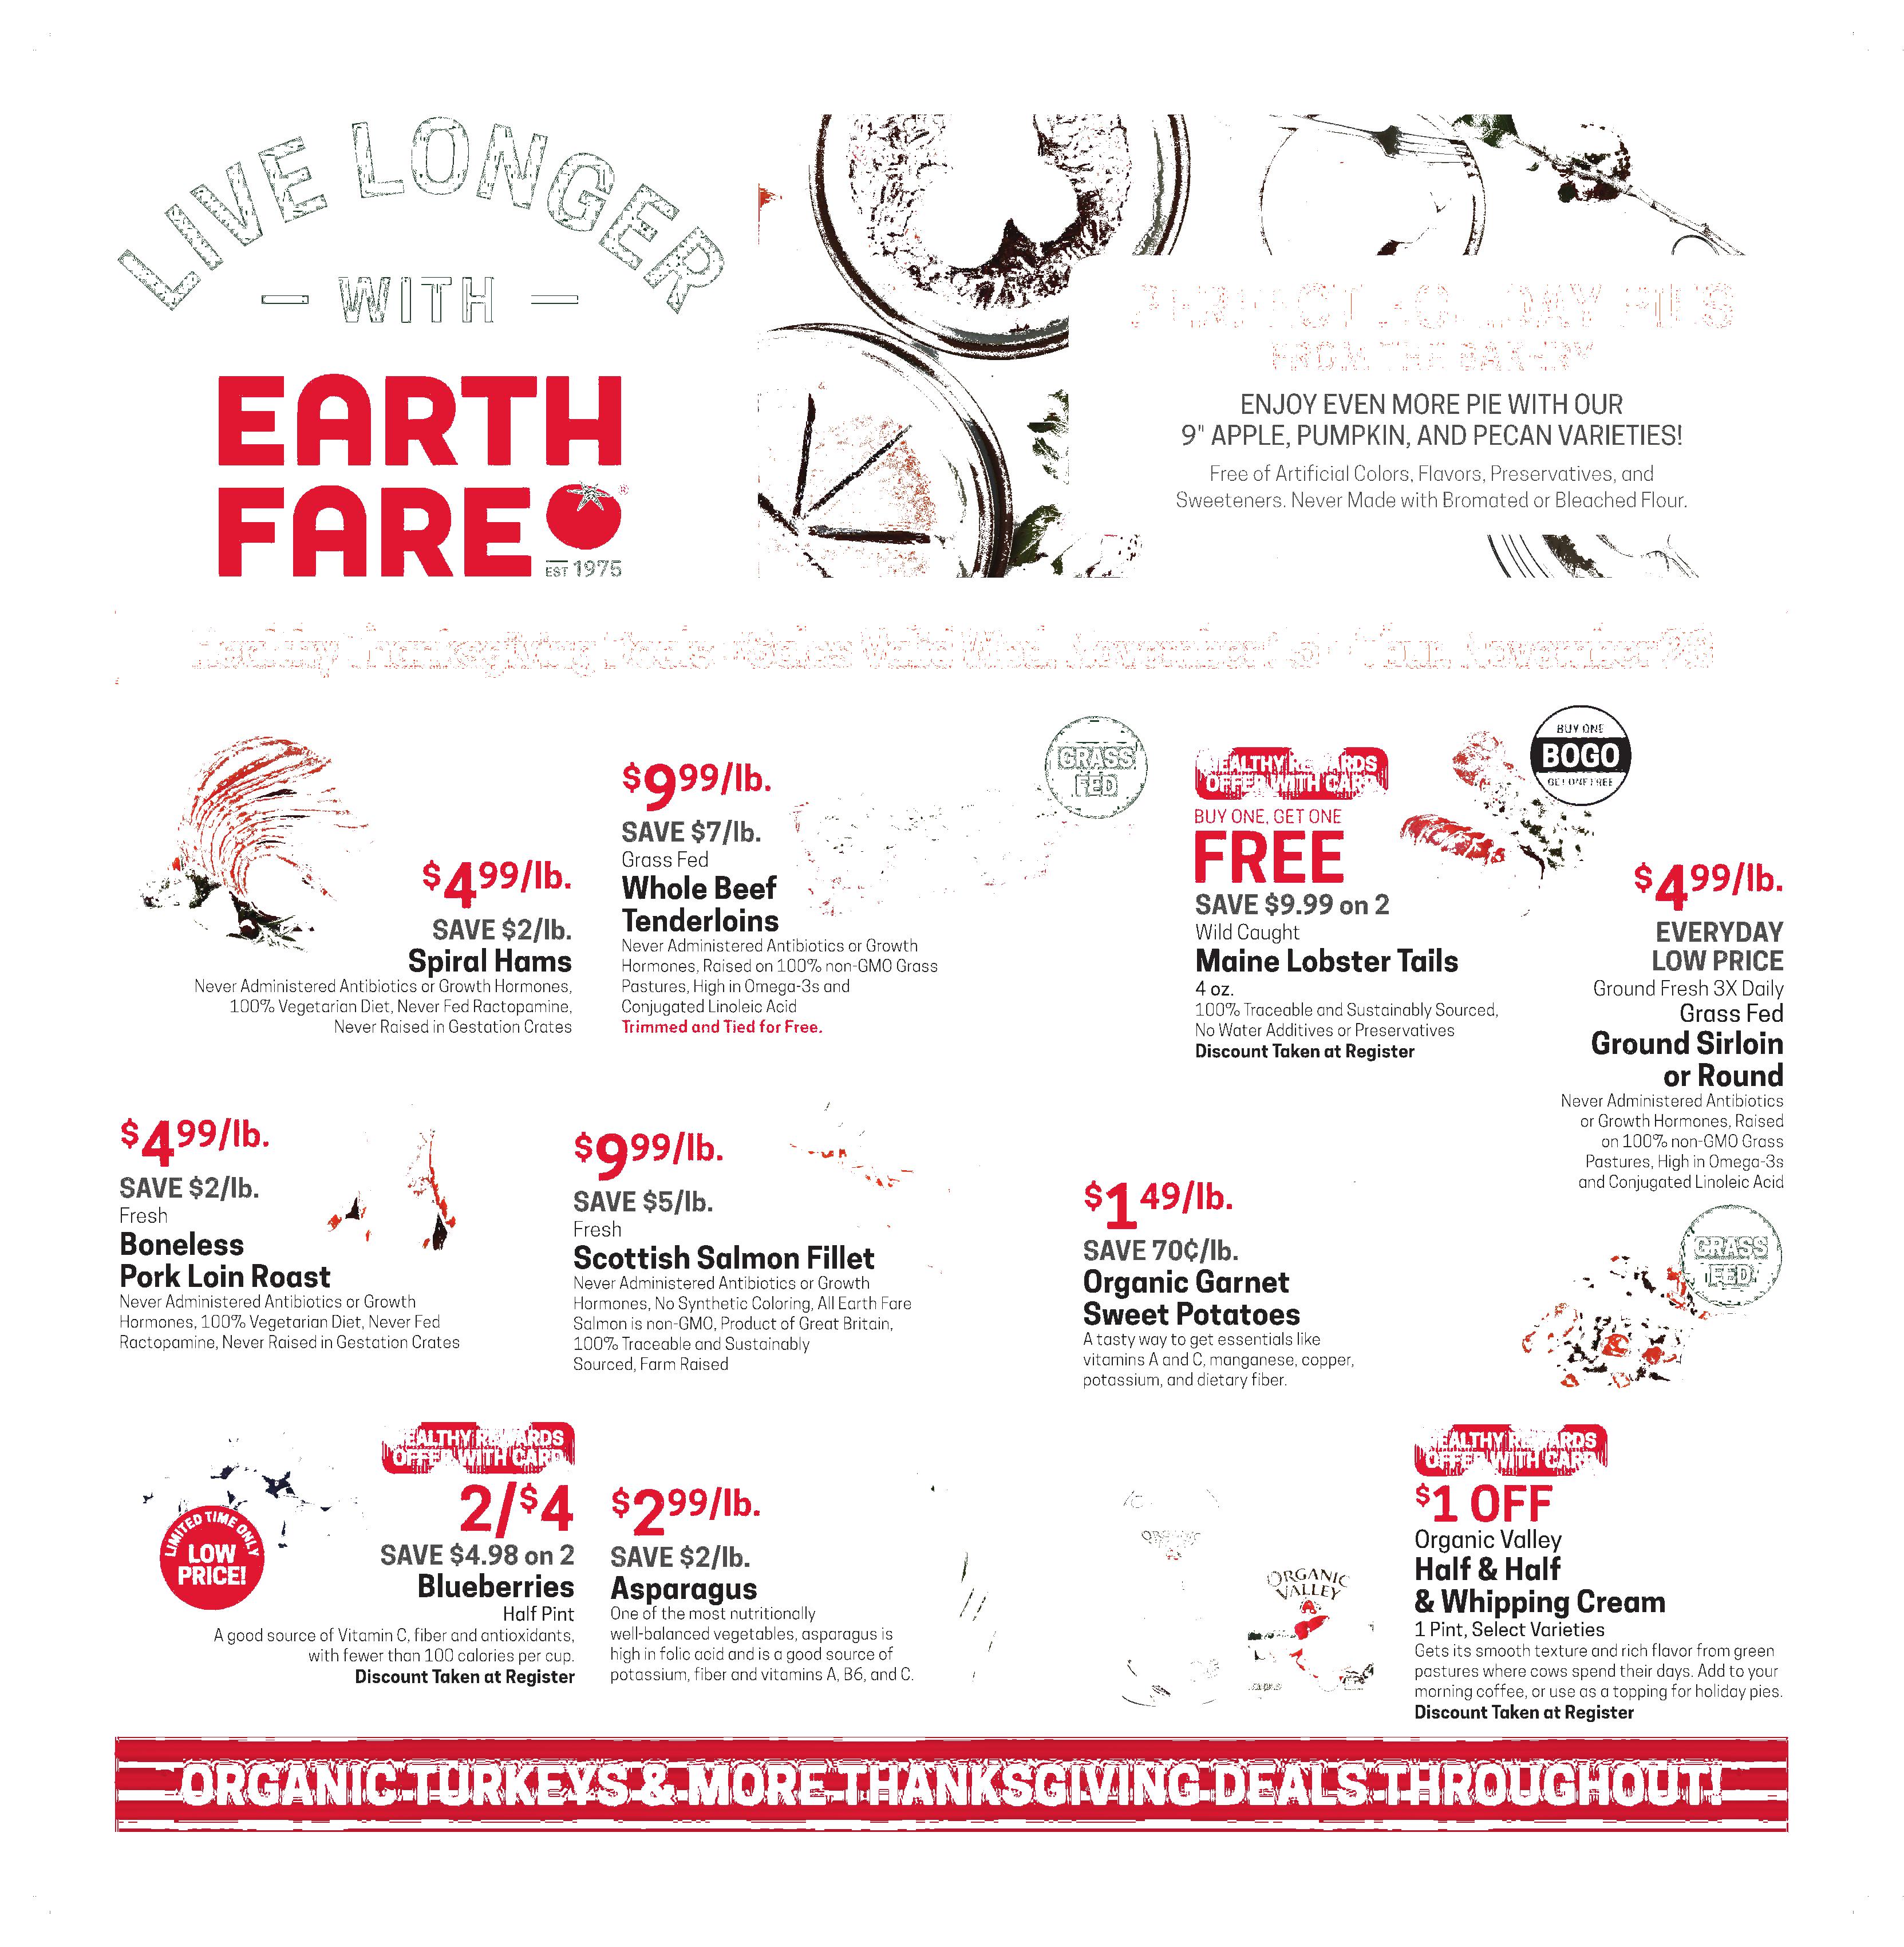 LIVE LONGER
WITH
EARTH
FARE®
EST 1975
PERFECT HOLIDAY PIES
FROM THE BAKERY
ENJOY EVEN MORE PIE WITH OUR
9" APPLE, PUMPKIN, AND PECAN VARIETIES!
Free of Artificial Colors, Flavors, Preservatives, and
Sweeteners. Never Made with Bromated or Bleached Flour.
Healthy Thanksgiving Deals Sales Valid Wed. November - Thur. November 28
$4.99/lb.
SAVE $2/lb.
Spiral Hams
Never Administered Antibiotics or Growth Hormones,
100% Vegetarian Diet, Never Fed Ractopamine,
Never Raised in Gestation Crates
$9.99/lb.
SAVE $7/lb.
Grass Fed
Whole Beef
Tenderloins
Never Administered Antibiotics or Growth
Hormones, Raised on 100% non-GMO Grass
Pastures, High in Omega-3s and
Conjugated Linoleic Acid
Trimmed and Tied for Free.
GRASS
FED
HEALTHY REWARDS
OFFER WITH CARD
BUY ONE, GET ONE
FREE
SAVE $9.99 on 2
Wild Caught
Maine Lobster Tails
4 oz.
100% Traceable and Sustainably Sourced,
No Water Additives or Preservatives
Discount Taken at Register
BUY ONE
BOGO
GET ONE FREE
$4.99/lb.
EVERYDAY
LOW PRICE
Ground Fresh 3X Daily
Grass Fed
Ground Sirloin
or Round
Never Administered Antibiotics
or Growth Hormones, Raised
on 100% non-GMO Grass
Pastures, High in Omega-3s
and Conjugated Linoleic Acid
GRASS
FED
$4.99/lb.
SAVE $2/lb.
Fresh
Boneless
Pork Loin Roast
Never Administered Antibiotics or Growth
Hormones, 100% Vegetarian Diet, Never Fed
Ractopamine, Never Raised in Gestation Crates
$9.99/lb.
SAVE $5/lb.
Fresh
Scottish Salmon Fillet
Never Administered Antibiotics or Growth
Hormones, No Synthetic Coloring, All Earth Fare
Salmon is non-GMO, Product of Great Britain,
100% Traceable and Sustainably
Sourced, Farm Raised
$1.49/lb.
SAVE 70¢/lb.
Organic Garnet
Sweet Potatoes
A tasty way to get essentials like
vitamins A and C, manganese, copper,
potassium, and dietary fiber.
LIMITED TIME ONLY
LOW
PRICE!
HEALTHY REWARDS
OFFER WITH CARD
2/$4
SAVE $4.98 on 2
Blueberries
Half Pint
A good source of Vitamin C, fiber and antioxidants,
with fewer than 100 calories per cup.
Discount Taken at Register
$2.99/lb.
SAVE $2/lb.
Asparagus
One of the most nutritionally
well-balanced vegetables, asparagus is
high in folic acid and is a good source of
potassium, fiber and vitamins A, B6, and C.
ORGANIC
ORGANIC
VALLEY
HEALTHY REWARDS
OFFER WITH CARD
$1 OFF
Organic Valley
Half & Half
& Whipping Cream
1 Pint, Select Varieties
Gets its smooth texture and rich flavor from green
pastures where cows spend their days. Add to your
morning coffee, or use as a topping for holiday pies.
Discount Taken at Register
ORGANIC TURKEYS & MORE THANKSGIVING DEALS THROUGHOUT!